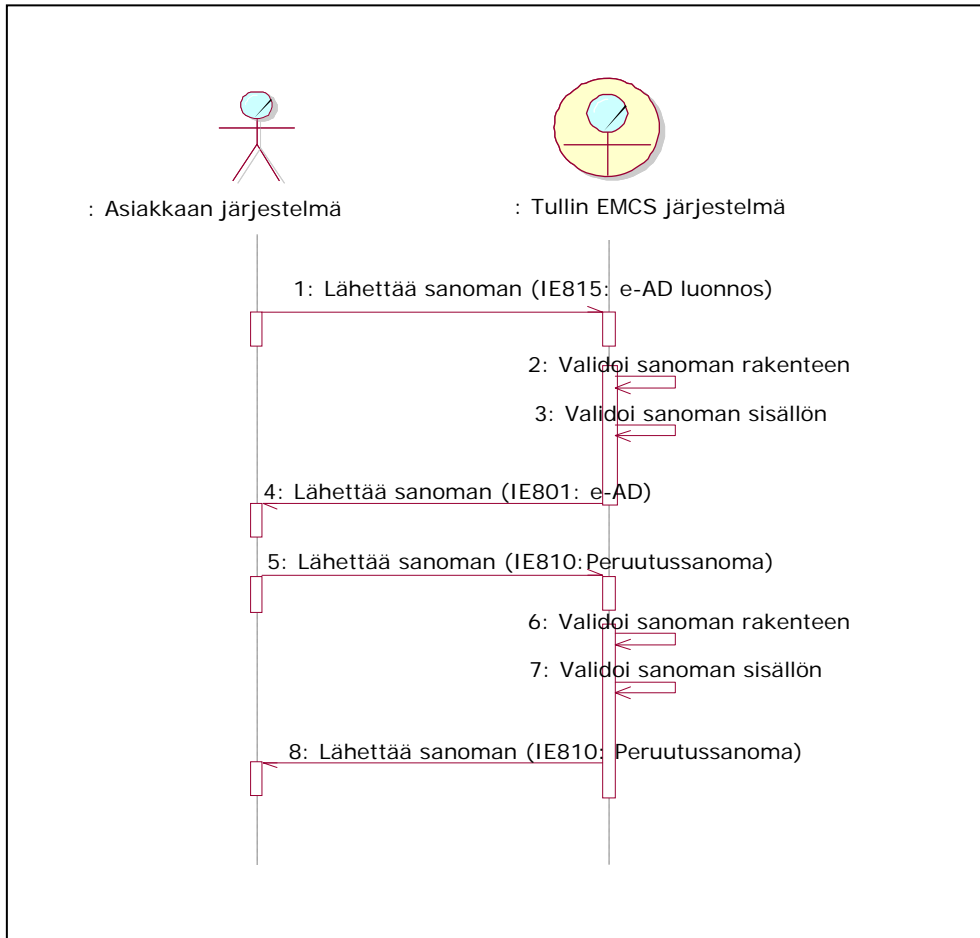 : Asiakkaan järjestelmä
: Tullin EMCS järjestelmä
1: Lähettää sanoman (IE815: e-AD luonnos)
2: Validoi sanoman rakenteen
3: Validoi sanoman sisällön
4: Lähettää sanoman (IE801: e-AD)
5: Lähettää sanoman (IE810:Peruutussanoma)
6: Validoi sanoman rakenteen
7: Validoi sanoman sisällön
8: Lähettää sanoman (IE810: Peruutussanoma)